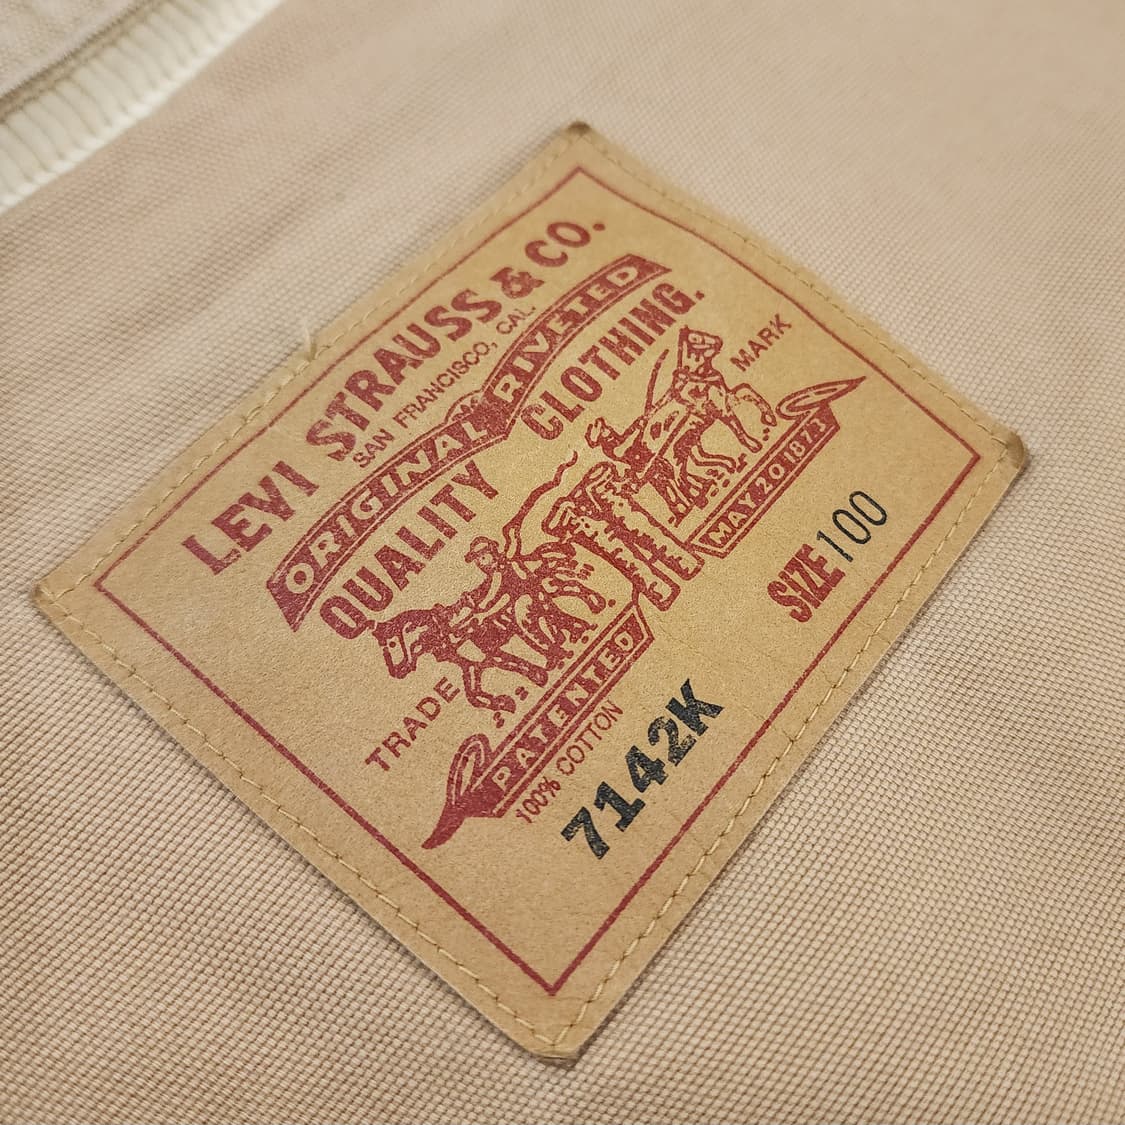 LEVI STRAUSS & CO.
SAN FRANCISCO, CAL.
ORIGINAL RIVETED
QUALITY CLOTHING.
TRADE MARK
PATENTED MAY 20 1873
100% COTTON
SIZE 100
7142K